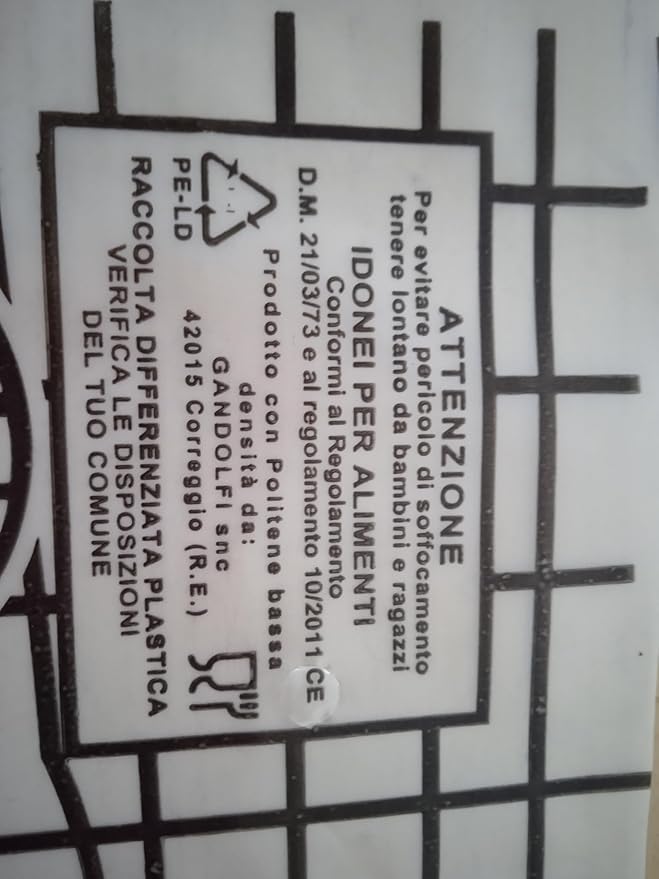 ATTENZIONE
Per evitare pericolo di soffocamento
tenere lontano da bambini e ragazzi
IDONEI PER ALIMENTI
Conformi al Regolamento
D.M. 21/03/73 e al regolamento 10/2011 CE
Prodotto con Politene bassa
densità da:
GANDOLFI snc
PE-LD
42015 Correggio (R.E.)
RACCOLTA DIFFERENZIATA PLASTICA
VERIFICA LE DISPOSIZIONI
DEL TUO COMUNE